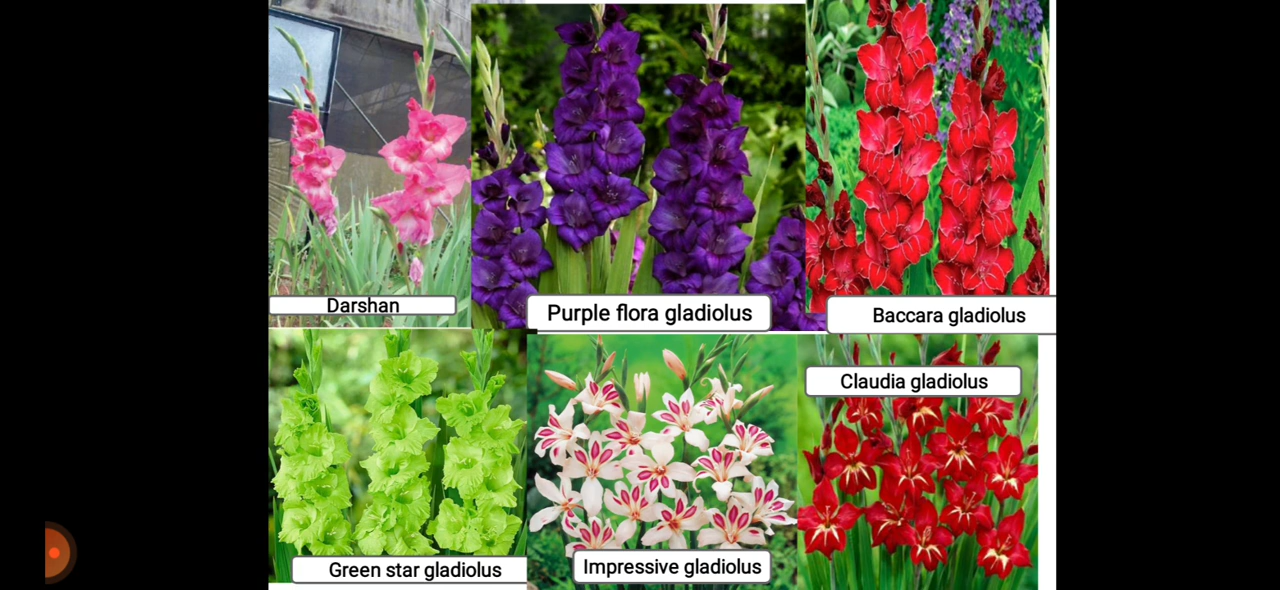 Darshan
Purple flora gladiolus
Baccara gladiolus
Green star gladiolus
Impressive gladiolus
Claudia gladiolus